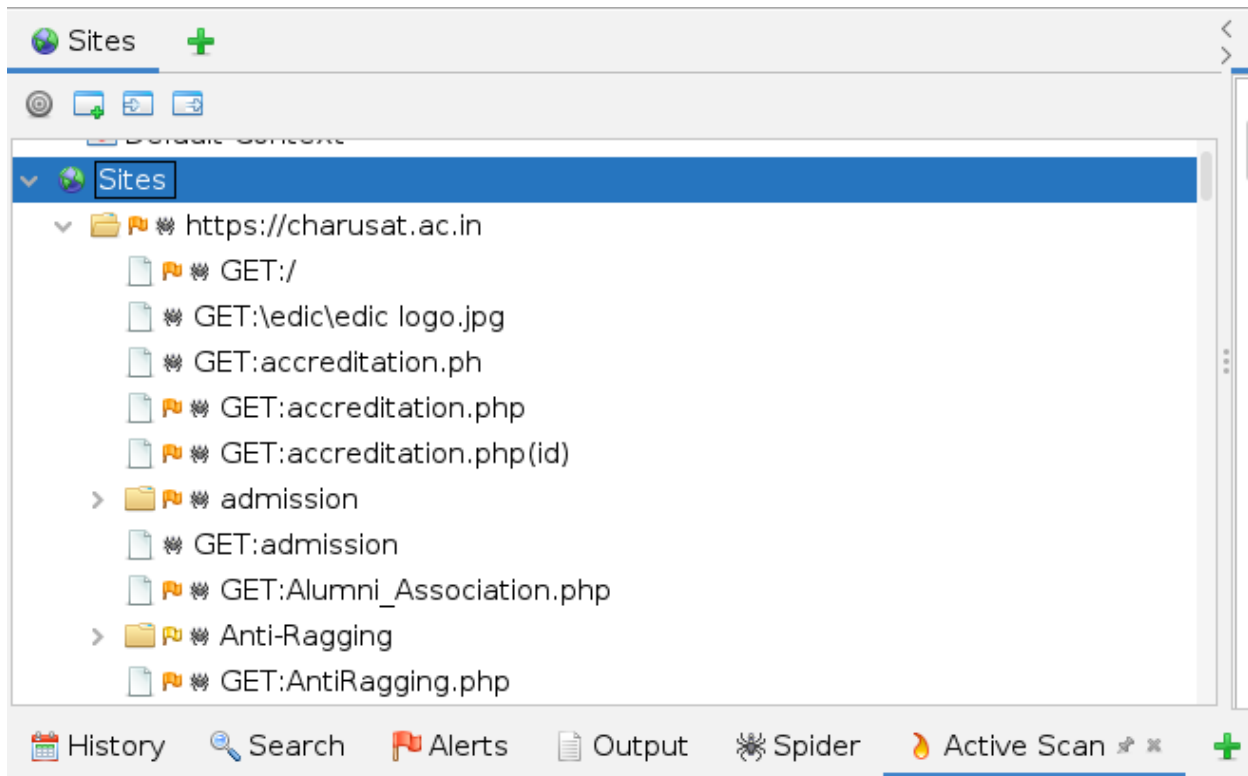 Sites
Default Context
Sites
https://charusat.ac.in
GET:/
GET:\edic\edic logo.jpg
GET:accreditation.ph
GET:accreditation.php
GET:accreditation.php(id)
admission
GET:admission
GET:Alumni_Association.php
Anti-Ragging
GET:AntiRagging.php
History Search Alerts Output Spider Active Scan